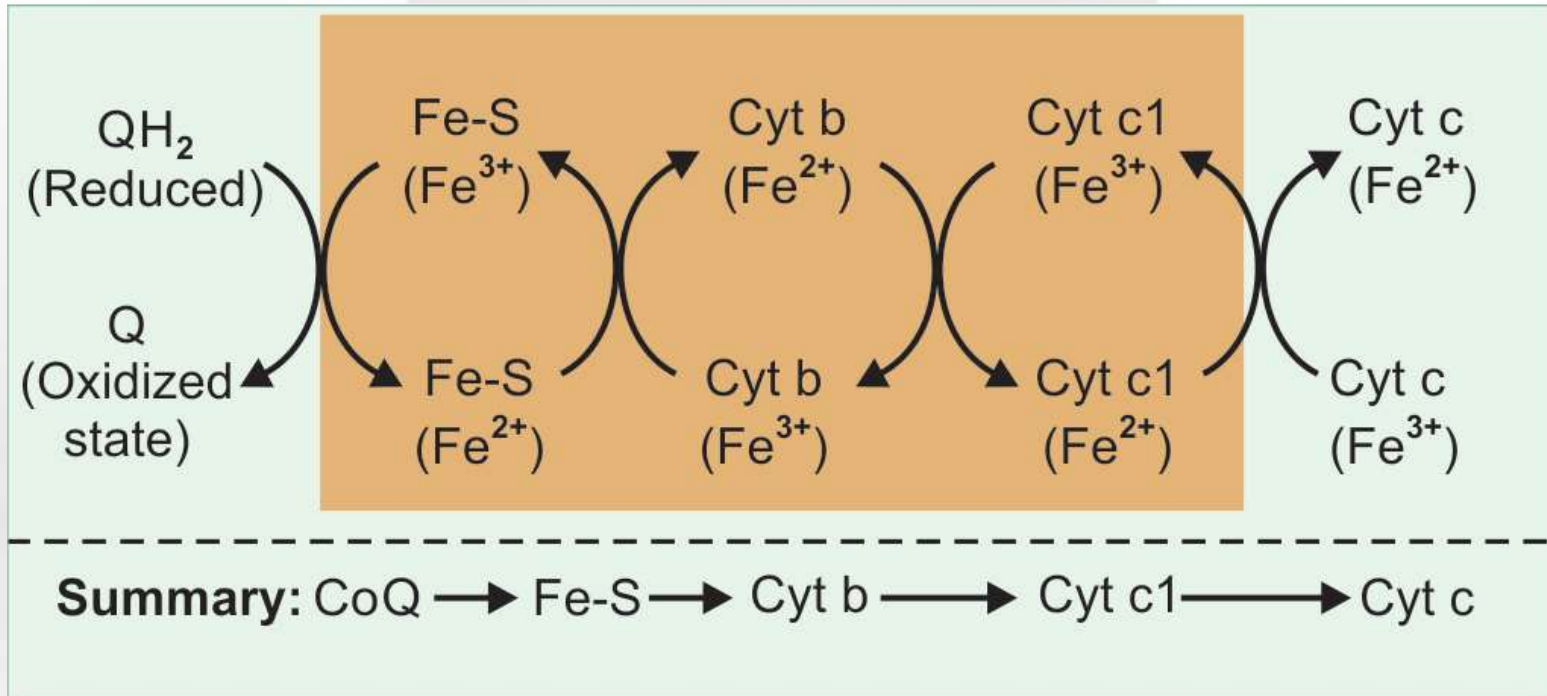 QH₂
(Reduced)
Fe-S
(Fe³⁺)
Cyt b
(Fe²⁺)
Cyt c1
(Fe³⁺)
Cyt c
(Fe²⁺)
Q
(Oxidized
state)
Fe-S
(Fe²⁺)
Cyt b
(Fe³⁺)
Cyt c1
(Fe²⁺)
Cyt c
(Fe³⁺)
Summary: CoQ → Fe-S → Cyt b → Cyt c1 → Cyt c